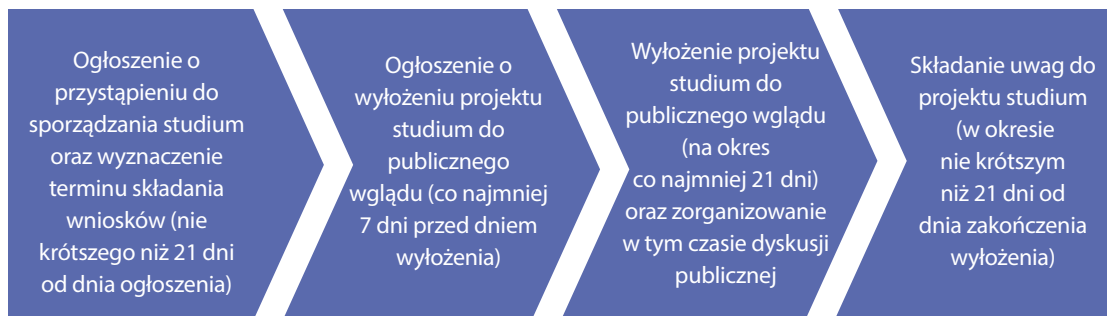 Ogłoszenie o
przystąpieniu do
sporządzania studium
oraz wyznaczenie
terminu składania
wniosków (nie
krótszego niż 21 dni
od dnia ogłoszenia)
Ogłoszenie o
wyłożeniu projektu
studium do
publicznego
wglądu (co najmniej
7 dni przed dniem
wyłożenia)
Wyłożenie projektu
studium do
publicznego wglądu
(na okres
co najmniej 21 dni)
oraz zorganizowanie
w tym czasie dyskusji
publicznej
Składanie uwag do
projektu studium
(w okresie
nie krótszym
niż 21 dni od
dnia zakończenia
wyłożenia)